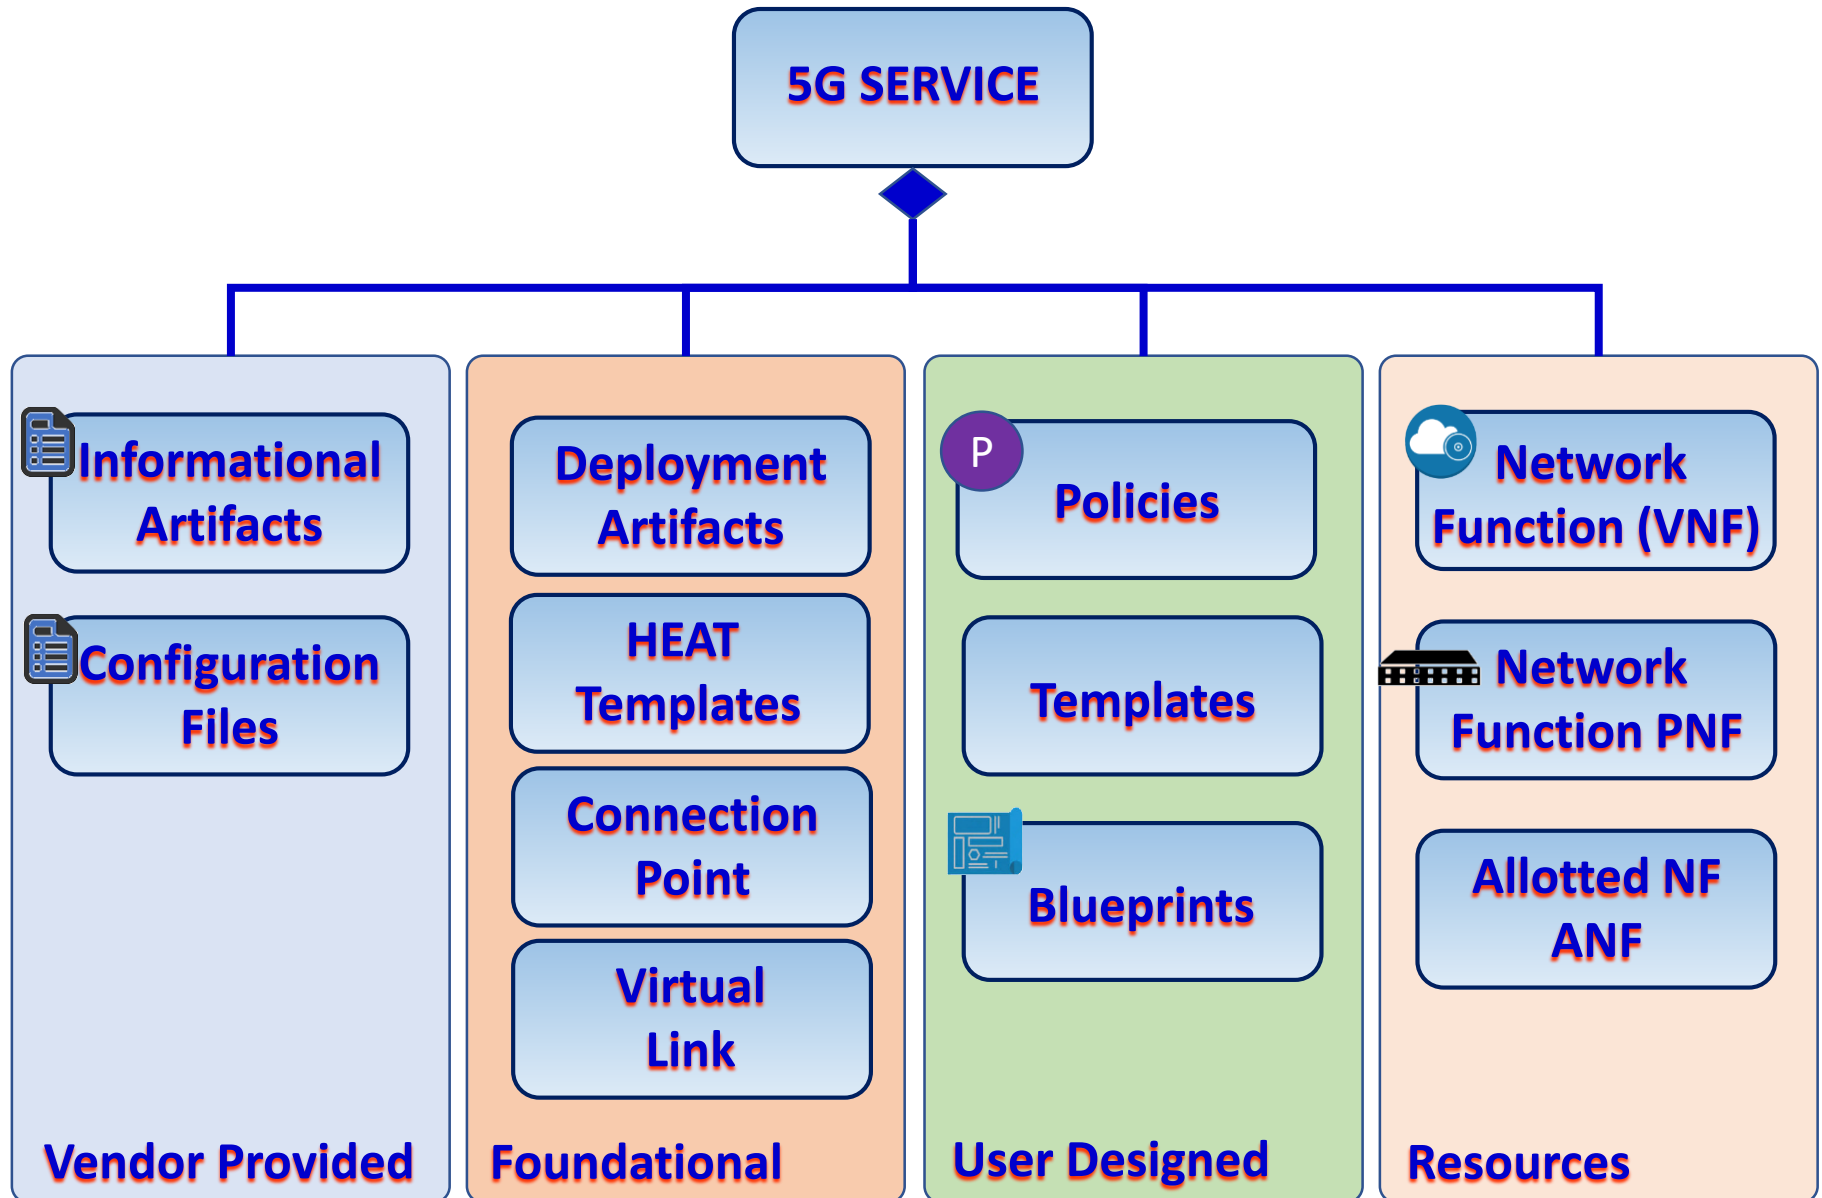 5G SERVICE
Informational
Artifacts
Configuration
Files
Vendor Provided
Deployment
Artifacts
HEAT
Templates
Connection
Point
Virtual
Link
Foundational
P
Policies
Templates
Blueprints
User Designed
Network
Function (VNF)
Network
Function PNF
Allotted NF
ANF
Resources